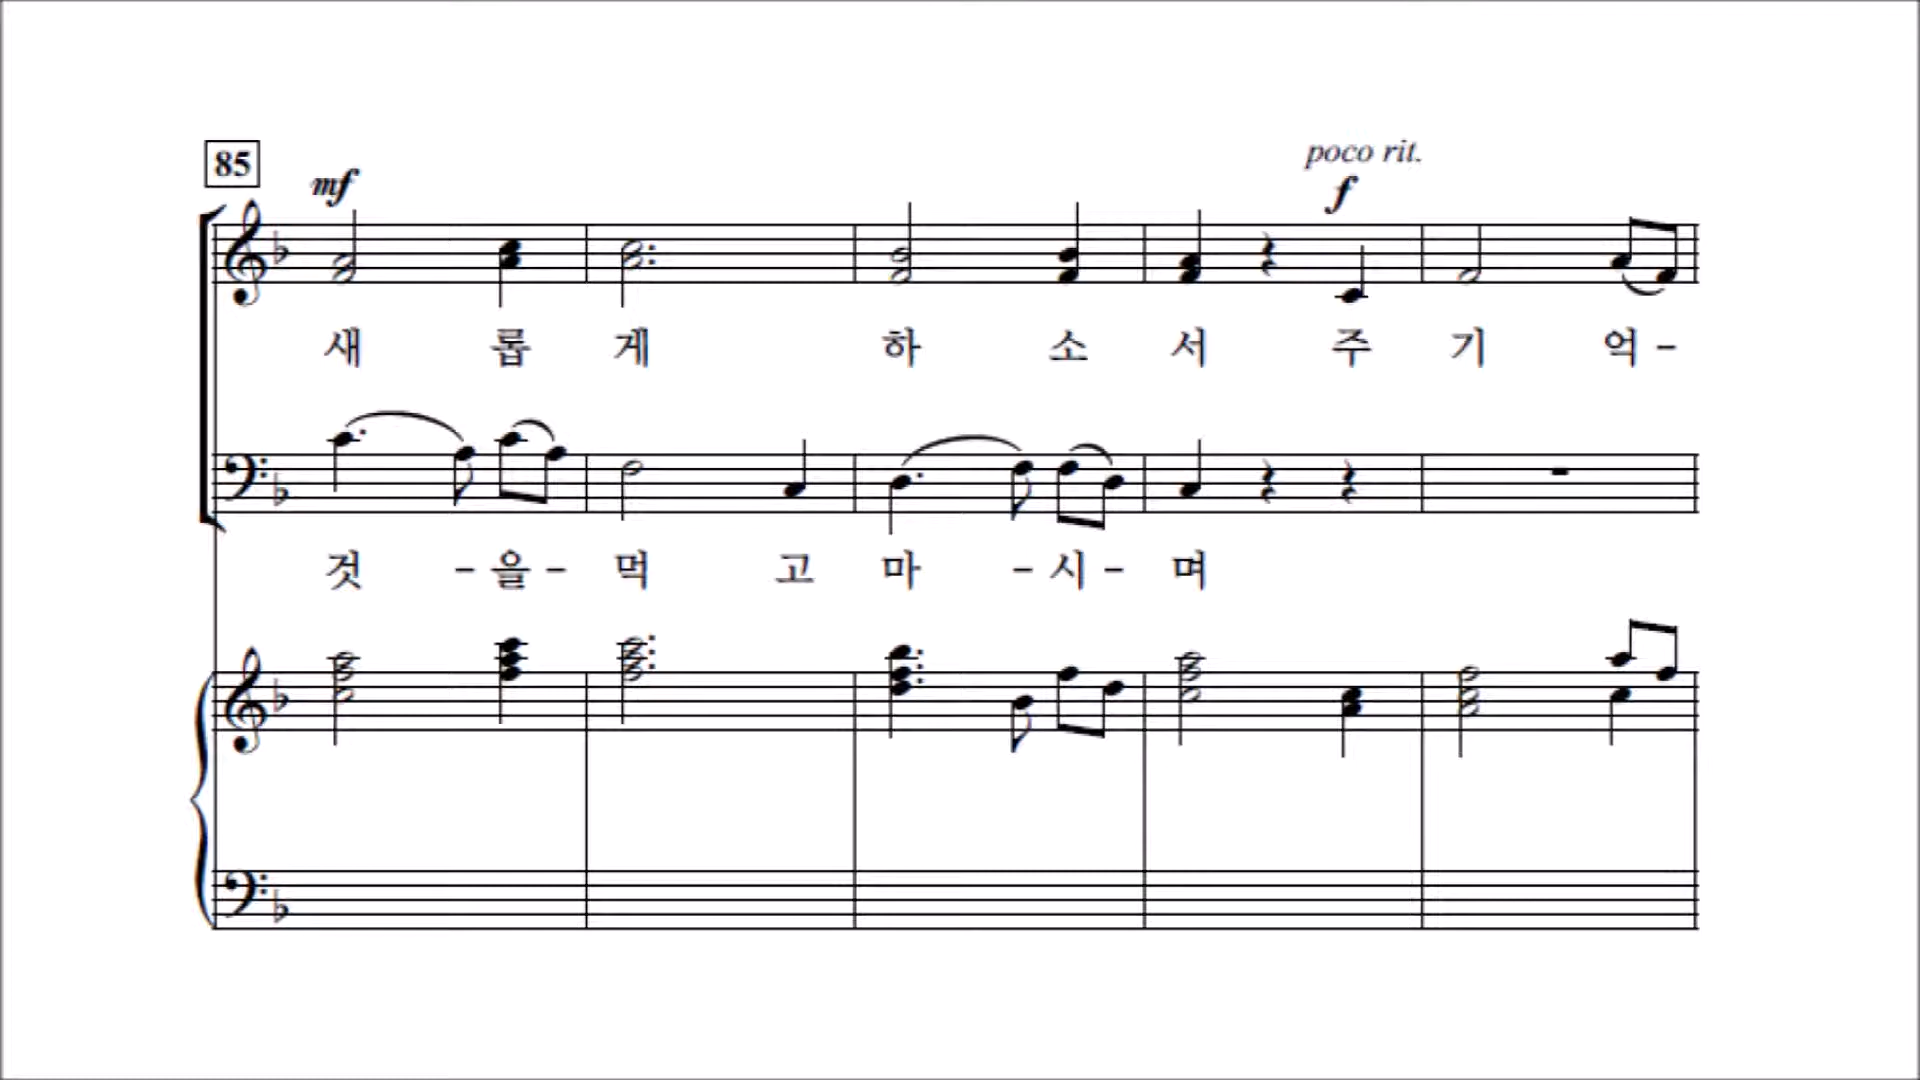 85
mf
poco rit.
f
새 롭 게 하 소 서 주 기 억 -
것 - 을 - 먹 고 마 - 시 - 며